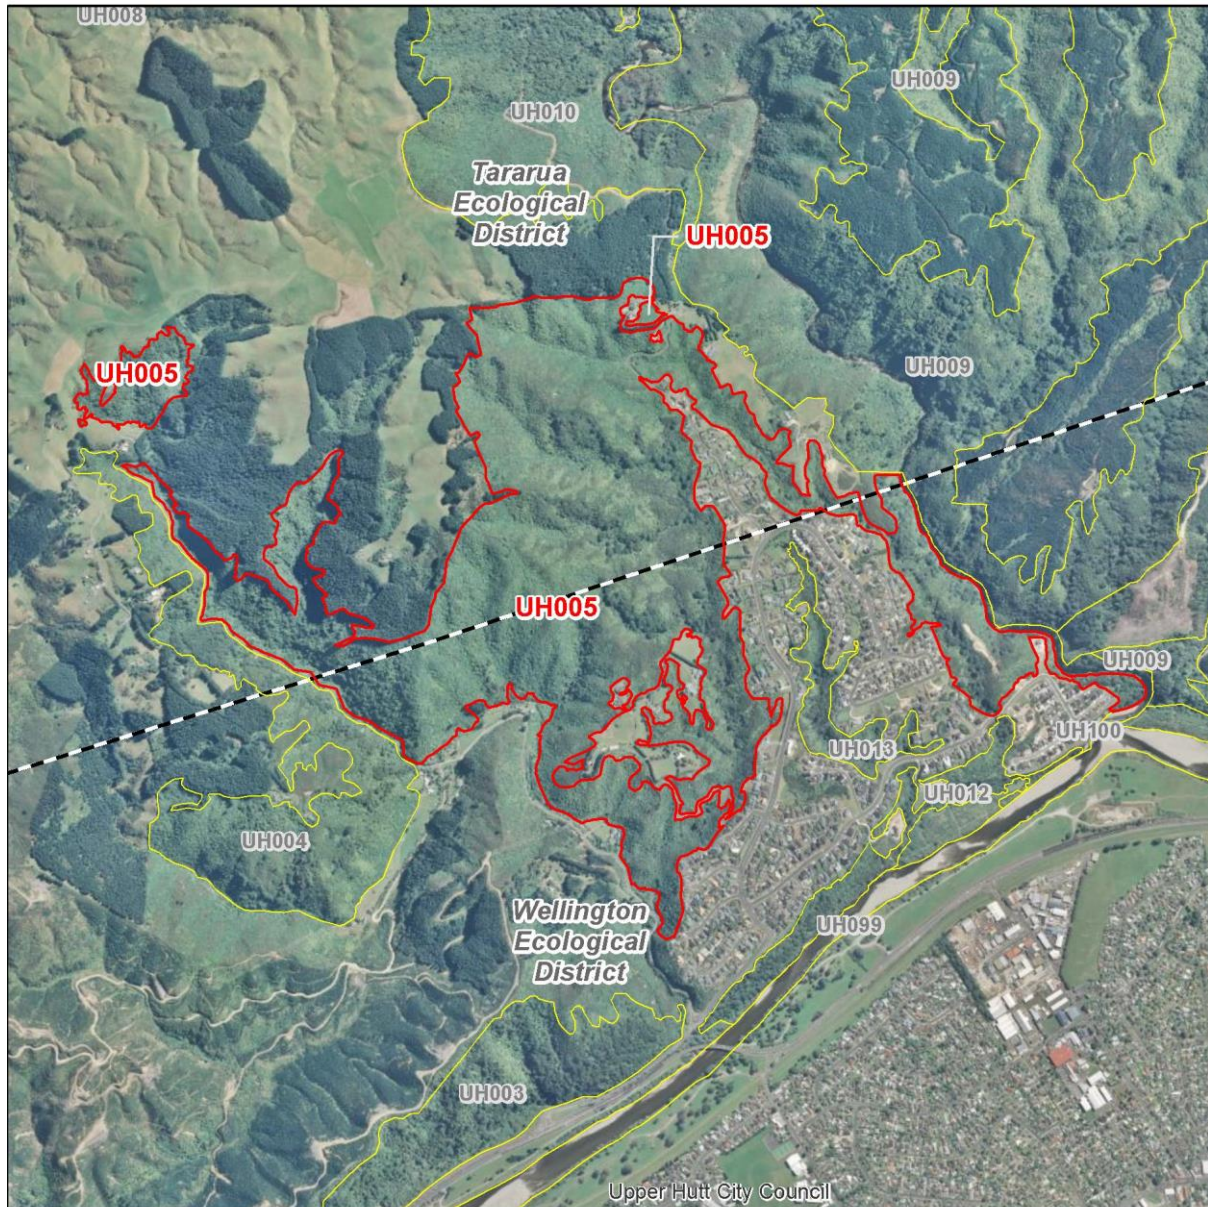 UH008
UH009
UH010
Tararua
Ecological
District
UH005
UH005
UH009
UH005
UH009
UH100
UH013
UH012
UH004
Wellington
Ecological
District
UH099
UH003
Upper Hutt City Council